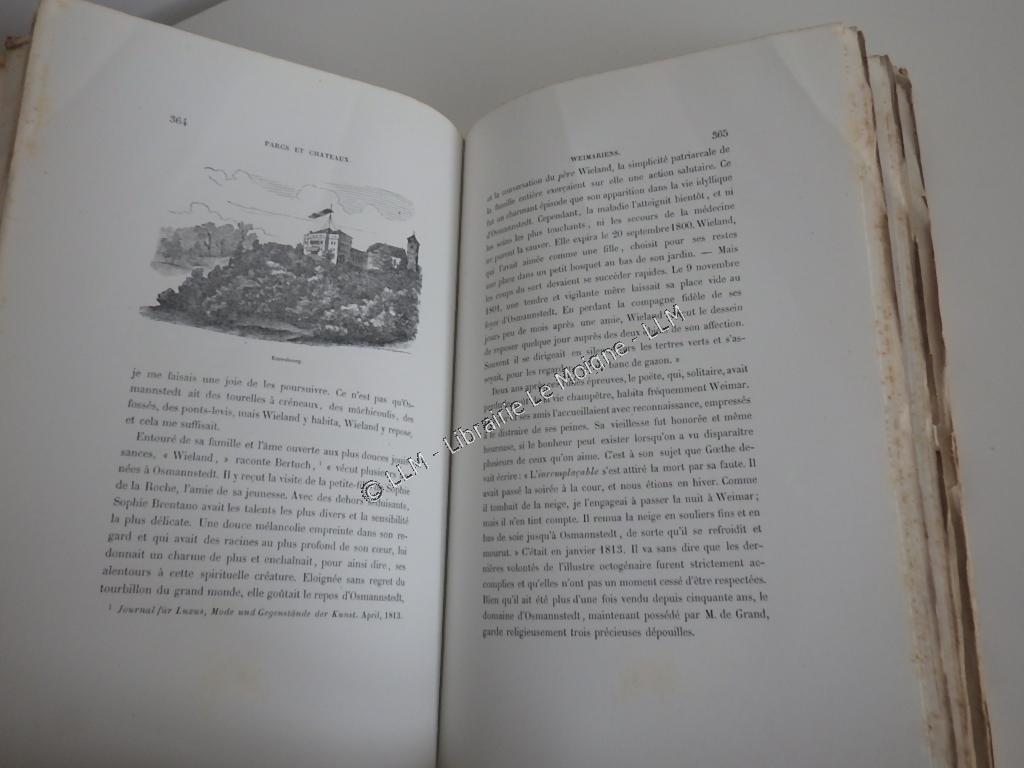 364
PARCS ET CHATEAUX.
je me faisais une joie de les poursuivre. Ce n'est pas qu'Os-
mannstedt ait des tourelles à créneaux, des mâchicoulis, des
fossés, des ponts-levis, mais Wieland y habita, Wieland y repose,
et cela me suffisait.
Entouré de sa famille et l'âme ouverte aux plus douces jouis-
sances, « Wieland, » raconte Bertuch, ¹ « vécut plusieurs
nées à Osmannstedt. Il y reçut la visite de la petite-fille de Sophie
de la Roche, l'amie de sa jeunesse. Avec des dehors séduisants,
Sophie Brentano avait les talents les plus divers et la sensibilité
la plus délicate. Une douce mélancolie empreinte dans son re-
gard et qui avait des racines au plus profond de son cœur, lui
donnait un charme de plus et enchaînait, pour ainsi dire, ses
alentours à cette spirituelle créature. Eloignée sans regret du
tourbillon du grand monde, elle goûtait le repos d'Osmannstedt,
¹ Journal für Luxus, Mode und Gegenstände der Kunst. April, 1813.
365
WEIMARIENS.
et la conversation du père Wieland, la simplicité patriarcale de
la famille entière exerçaient sur elle une action salutaire. Ce
fut un charmant épisode que son apparition dans la vie idyllique
d'Osmannstedt. Cependant, la maladie l'atteignit bientôt, et ni
les soins les plus touchants, ni les secours de la médecine
ne purent la sauver. Elle expira le 20 septembre 1800. Wieland,
qui l'avait aimée comme une fille, choisit pour ses restes
une place dans un petit bosquet au bas de son jardin. — Mais
les coups du sort devaient se succéder rapides. Le 9 novembre
1801, une tendre et vigilante mère laissait sa place vide au
foyer d'Osmannstedt. En perdant la compagne fidèle de ses
jours peu de mois après une amie, Wieland conçut le dessein
de reposer quelque jour auprès des deux de son affection.
Souvent il se dirigeait en silence vers les tertres verts et s'as-
seyait, pour les regarder banc de gazon. »
Deux ans après épreuves, le poëte, qui, solitaire, avait
vie champêtre, habita fréquemment Weimar.
ses amis l'accueillaient avec reconnaissance, empressés
le distraire de ses peines. Sa vieillesse fut honorée et même
heureuse, si le bonheur peut exister lorsqu'on a vu disparaître
plusieurs de ceux qu'on aime. C'est à son sujet que Gœthe de-
vait écrire : « L'irremplaçable s'est attiré la mort par sa faute. Il
avait passé la soirée à la cour, et nous étions en hiver. Comme
il tombait de la neige, je l'engageai à passer la nuit à Weimar ;
mais il n'en tint compte. Il remua la neige en souliers fins et en
bas de soie jusqu'à Osmannstedt, de sorte qu'il se refroidit et
mourut. » C'était en janvier 1813. Il va sans dire que les der-
nières volontés de l'illustre octogénaire furent strictement ac-
complies et qu'elles n'ont pas un moment cessé d'être respectées.
Bien qu'il ait été plus d'une fois vendu depuis cinquante ans, le
domaine d'Osmannstedt, maintenant possédé par M. de Grand,
garde religieusement trois précieuses dépouilles.
© LLM - Librairie Le Moigne - LLM